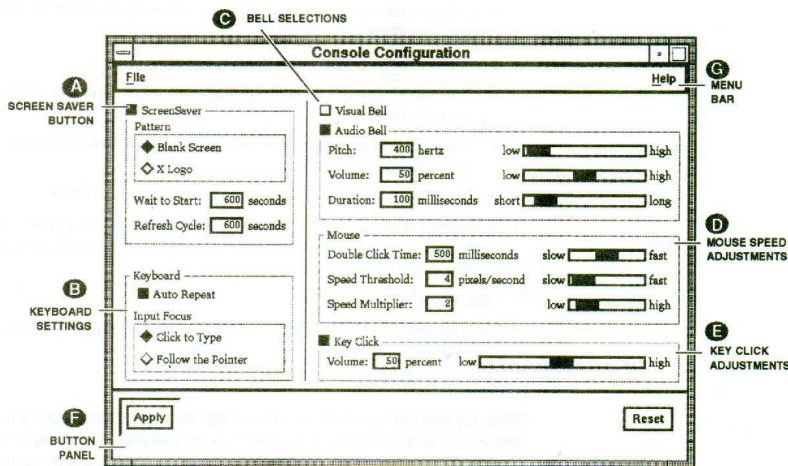 C BELL SELECTIONS
Console Configuration
File
Help
A
SCREEN SAVER
BUTTON
G
MENU
BAR
ScreenSaver
Pattern
Blank Screen
X Logo
Wait to Start: 600 seconds
Refresh Cycle: 600 seconds
Visual Bell
Audio Bell
Pitch: 400 hertz low high
Volume: 50 percent low high
Duration: 100 milliseconds short long
B
KEYBOARD
SETTINGS
Keyboard
Auto Repeat
Input Focus
Click to Type
Follow the Pointer
Mouse
Double Click Time: 500 milliseconds slow fast
Speed Threshold: 4 pixels/second slow fast
Speed Multiplier: 2 low high
D
MOUSE SPEED
ADJUSTMENTS
Key Click
Volume: 50 percent low high
E
KEY CLICK
ADJUSTMENTS
F
BUTTON
PANEL
Apply
Reset